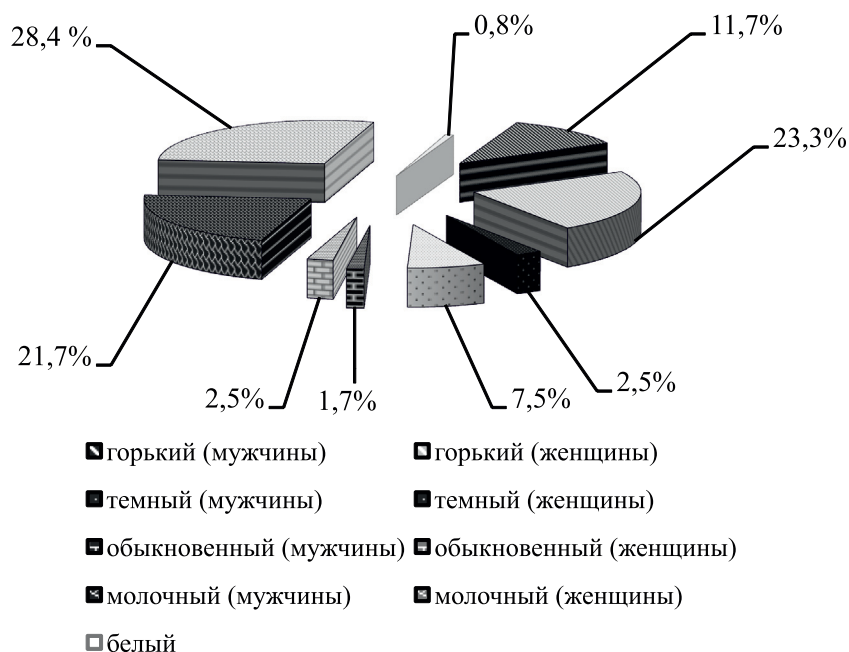 28,4 %
0,8%
11,7%
23,3%
21,7%
2,5%
1,7%
7,5%
2,5%
горький (мужчины)
горький (женщины)
темный (мужчины)
темный (женщины)
обыкновенный (мужчины)
обыкновенный (женщины)
молочный (мужчины)
молочный (женщины)
белый